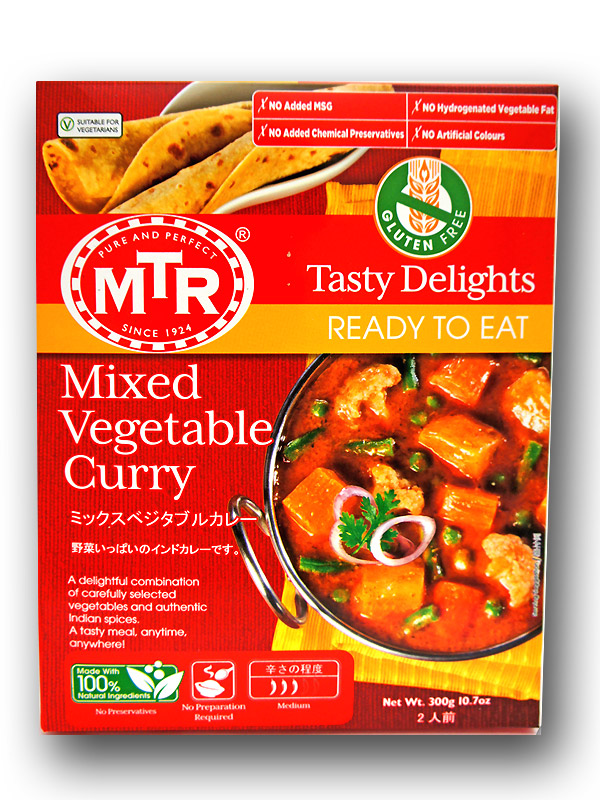 SUITABLE FOR
VEGETARIANS
NO Added MSG
NO Hydrogenated Vegetable Fat
NO Added Chemical Preservatives
NO Artificial Colours
GLUTEN FREE
PURE AND PERFECT
MTR®
SINCE 1924
Tasty Delights
READY TO EAT
Mixed
Vegetable
Curry
ミックスベジタブルカレー
野菜いっぱいのインドカレーです。
A delightful combination
of carefully selected
vegetables and authentic
Indian spices.
A tasty meal, anytime,
anywhere!
Made With
100%
Natural Ingredients
No Preservatives
No Preparation
Required
辛さの程度
Medium
Net Wt. 300g 10.7oz
2人前